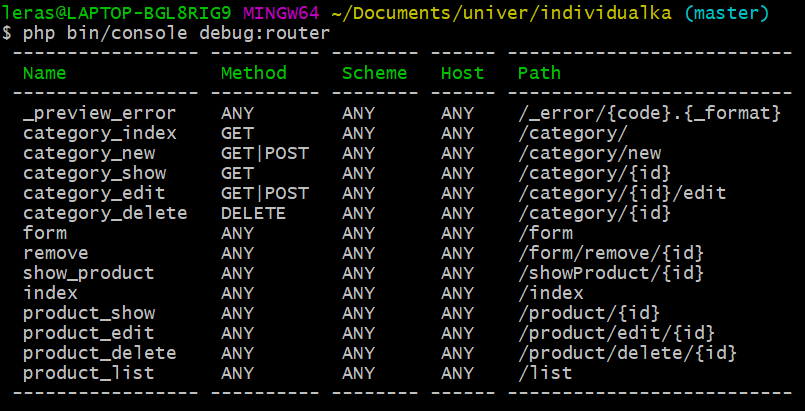 leras@LAPTOP-BGL8RIG9 MINGW64 ~/Documents/univer/individualka (master)
$ php bin/console debug:router
 ----------------- ---------- -------- ------ -------------------------
  Name              Method     Scheme   Host   Path
 ----------------- ---------- -------- ------ -------------------------
  _preview_error    ANY        ANY      ANY    /_error/{code}.{_format}
  category_index    GET        ANY      ANY    /category/
  category_new      GET|POST   ANY      ANY    /category/new
  category_show     GET        ANY      ANY    /category/{id}
  category_edit     GET|POST   ANY      ANY    /category/{id}/edit
  category_delete   DELETE     ANY      ANY    /category/{id}
  form              ANY        ANY      ANY    /form
  remove            ANY        ANY      ANY    /form/remove/{id}
  show_product      ANY        ANY      ANY    /showProduct/{id}
  index             ANY        ANY      ANY    /index
  product_show      ANY        ANY      ANY    /product/{id}
  product_edit      ANY        ANY      ANY    /product/edit/{id}
  product_delete    ANY        ANY      ANY    /product/delete/{id}
  product_list      ANY        ANY      ANY    /list
 ----------------- ---------- -------- ------ -------------------------